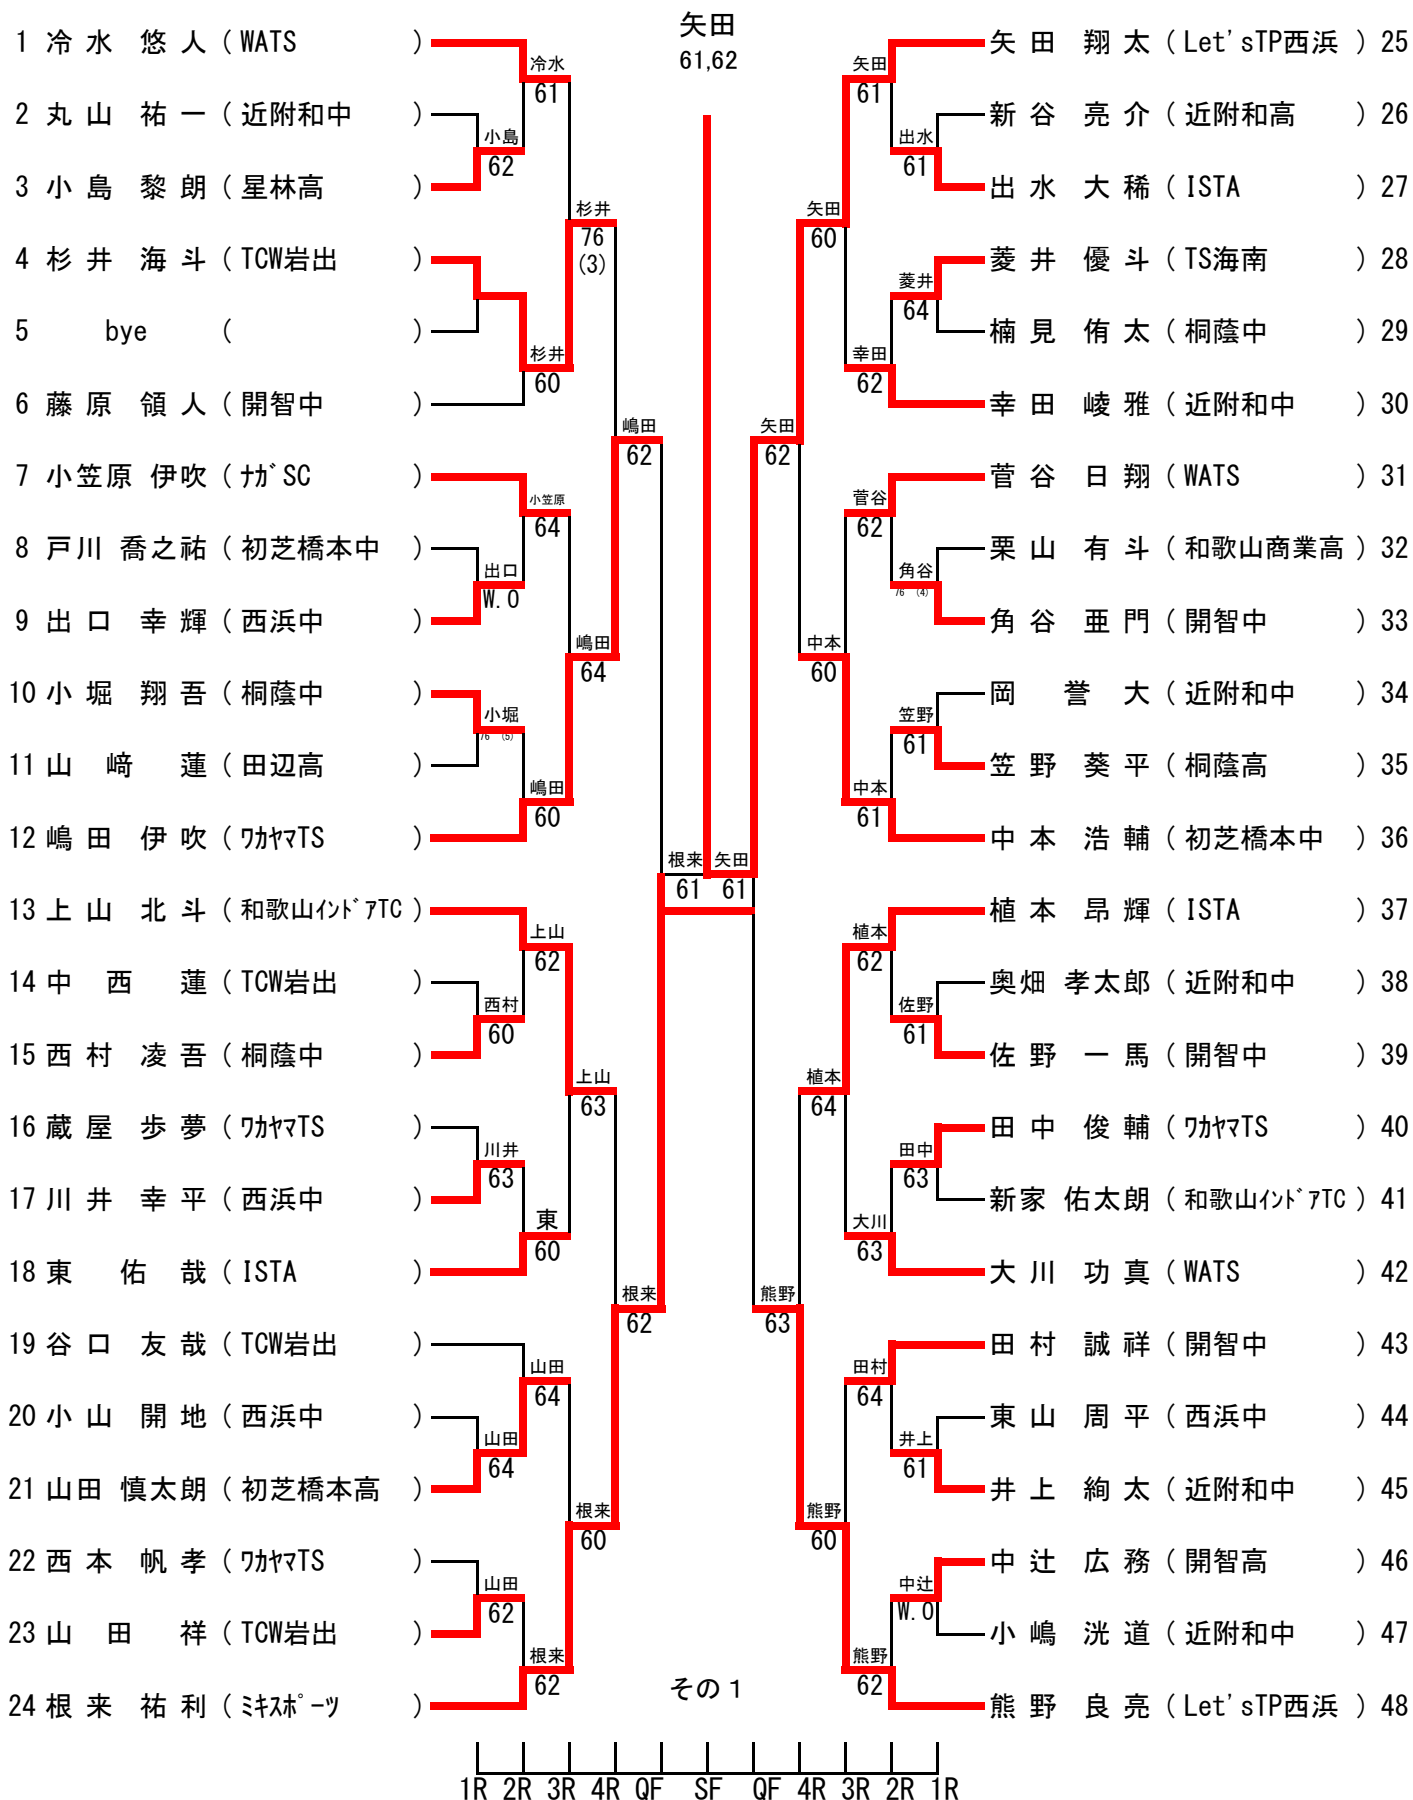 矢田
61,62
1 冷水 悠人 (WATS)
2 丸山 祐一 (近附和中)
3 小島 黎朗 (星林高)
4 杉井 海斗 (TCW岩出)
5 bye ( )
6 藤原 領人 (開智中)
7 小笠原 伊吹 (ﾅｶﾞSC)
8 戸川 喬之祐 (初芝橋本中)
9 出口 幸輝 (西浜中)
10 小堀 翔吾 (桐蔭中)
11 山﨑 蓮 (田辺高)
12 嶋田 伊吹 (ﾜｶﾔﾏTS)
13 上山 北斗 (和歌山ｲﾝﾄﾞｱTC)
14 中西 蓮 (TCW岩出)
15 西村 凌吾 (桐蔭中)
16 蔵屋 歩夢 (ﾜｶﾔﾏTS)
17 川井 幸平 (西浜中)
18 東 佑哉 (ISTA)
19 谷口 友哉 (TCW岩出)
20 小山 開地 (西浜中)
21 山田 慎太朗 (初芝橋本高)
22 西本 帆孝 (ﾜｶﾔﾏTS)
23 山田 祥 (TCW岩出)
24 根来 祐利 (ﾐｷｽﾎﾟｰﾂ)
小島
62
出口
W.O
小堀
76 (5)
西村
60
川井
63
山田
64
山田
62
冷水
61
杉井
60
小笠原
64
嶋田
60
上山
62
東
60
山田
64
根来
62
杉井
76
(3)
嶋田
64
上山
63
根来
60
嶋田
62
根来
62
根来
61
矢田
61
矢田
62
熊野
63
矢田
60
中本
60
植本
64
熊野
60
矢田
61
幸田
62
菅谷
62
中本
61
植本
62
大川
63
田村
64
熊野
62
出水
61
菱井
64
角谷
76 (4)
笠野
61
佐野
61
田中
63
井上
61
中辻
W.O
矢田 翔太 (Let'sTP西浜) 25
新谷 亮介 (近附和高) 26
出水 大稀 (ISTA) 27
菱井 優斗 (TS海南) 28
楠見 侑太 (桐蔭中) 29
幸田 崚雅 (近附和中) 30
菅谷 日翔 (WATS) 31
栗山 有斗 (和歌山商業高) 32
角谷 亜門 (開智中) 33
岡 誉大 (近附和中) 34
笠野 葵平 (桐蔭高) 35
中本 浩輔 (初芝橋本中) 36
植本 昂輝 (ISTA) 37
奥畑 孝太郎 (近附和中) 38
佐野 一馬 (開智中) 39
田中 俊輔 (ﾜｶﾔﾏTS) 40
新家 佑太朗 (和歌山ｲﾝﾄﾞｱTC) 41
大川 功真 (WATS) 42
田村 誠祥 (開智中) 43
東山 周平 (西浜中) 44
井上 絢太 (近附和中) 45
中辻 広務 (開智高) 46
小嶋 洸道 (近附和中) 47
熊野 良亮 (Let'sTP西浜) 48
その1
1R 2R 3R 4R QF SF QF 4R 3R 2R 1R